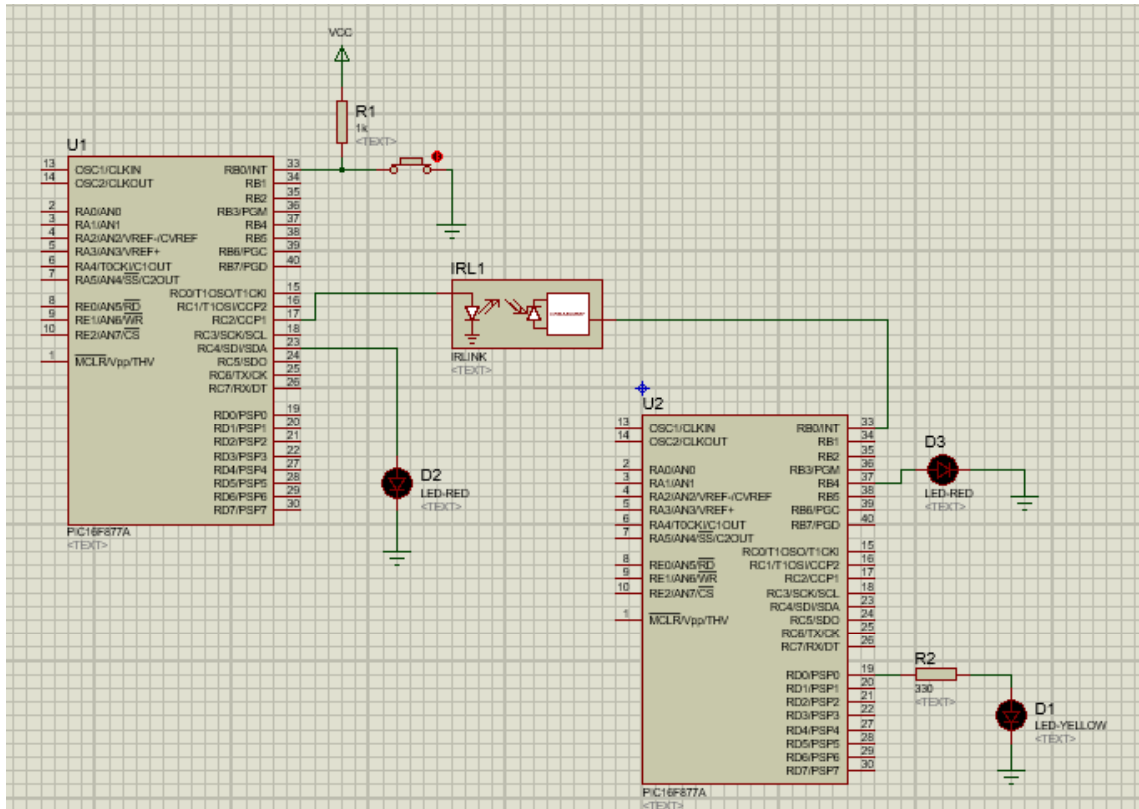 VCC
R1
1k
<TEXT>
U1
13 OSC1/CLKIN RB0/INT 33
14 OSC2/CLKOUT RB1 34
RB2 35
2 RA0/AN0 RB3/PGM 36
3 RA1/AN1 RB4 37
4 RA2/AN2/VREF-/CVREF RB5 38
5 RA3/AN3/VREF+ RB6/PGC 39
6 RA4/T0CKI/C1OUT RB7/PGD 40
7 RA5/AN4/SS/C2OUT
RC0/T1OSO/T1CKI 15
8 RE0/AN5/RD RC1/T1OSI/CCP2 16
9 RE1/AN6/WR RC2/CCP1 17
10 RE2/AN7/CS RC3/SCK/SCL 18
RC4/SDI/SDA 23
1 MCLR/Vpp/THV RC5/SDO 24
RC6/TX/CK 25
RC7/RX/DT 26
RD0/PSP0 19
RD1/PSP1 20
RD2/PSP2 21
RD3/PSP3 22
RD4/PSP4 27
RD5/PSP5 28
RD6/PSP6 29
RD7/PSP7 30
PIC16F877A
<TEXT>
IRL1
IRLINK
<TEXT>
D2
LED-RED
<TEXT>
U2
13 OSC1/CLKIN RB0/INT 33
14 OSC2/CLKOUT RB1 34
RB2 35
2 RA0/AN0 RB3/PGM 36
3 RA1/AN1 RB4 37
4 RA2/AN2/VREF-/CVREF RB5 38
5 RA3/AN3/VREF+ RB6/PGC 39
6 RA4/T0CKI/C1OUT RB7/PGD 40
7 RA5/AN4/SS/C2OUT
RC0/T1OSO/T1CKI 15
8 RE0/AN5/RD RC1/T1OSI/CCP2 16
9 RE1/AN6/WR RC2/CCP1 17
10 RE2/AN7/CS RC3/SCK/SCL 18
RC4/SDI/SDA 23
1 MCLR/Vpp/THV RC5/SDO 24
RC6/TX/CK 25
RC7/RX/DT 26
RD0/PSP0 19
RD1/PSP1 20
RD2/PSP2 21
RD3/PSP3 22
RD4/PSP4 27
RD5/PSP5 28
RD6/PSP6 29
RD7/PSP7 30
PIC16F877A
<TEXT>
D3
LED-RED
<TEXT>
R2
330
<TEXT>
D1
LED-YELLOW
<TEXT>